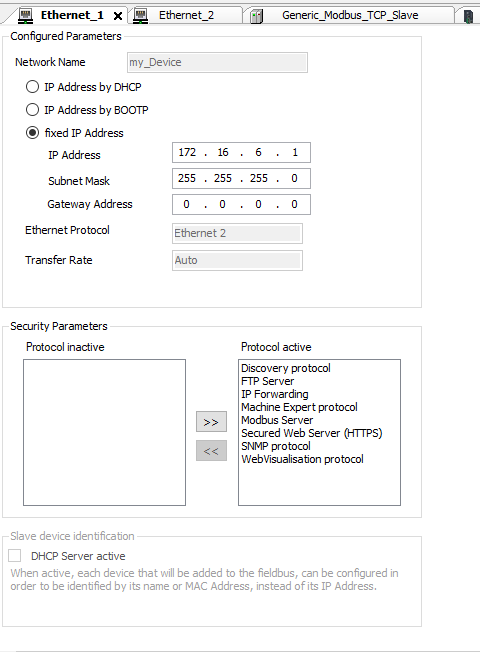 Ethernet_1 Ethernet_2 Generic_Modbus_TCP_Slave
Configured Parameters
Network Name my_Device
IP Address by DHCP
IP Address by BOOTP
fixed IP Address
IP Address 172 . 16 . 6 . 1
Subnet Mask 255 . 255 . 255 . 0
Gateway Address 0 . 0 . 0 . 0
Ethernet Protocol Ethernet 2
Transfer Rate Auto
Security Parameters
Protocol inactive Protocol active
Discovery protocol
FTP Server
IP Forwarding
Machine Expert protocol
Modbus Server
Secured Web Server (HTTPS)
SNMP protocol
WebVisualisation protocol
>>
<<
Slave device identification
DHCP Server active
When active, each device that will be added to the fieldbus, can be configured in
order to be identified by its name or MAC Address, instead of its IP Address.